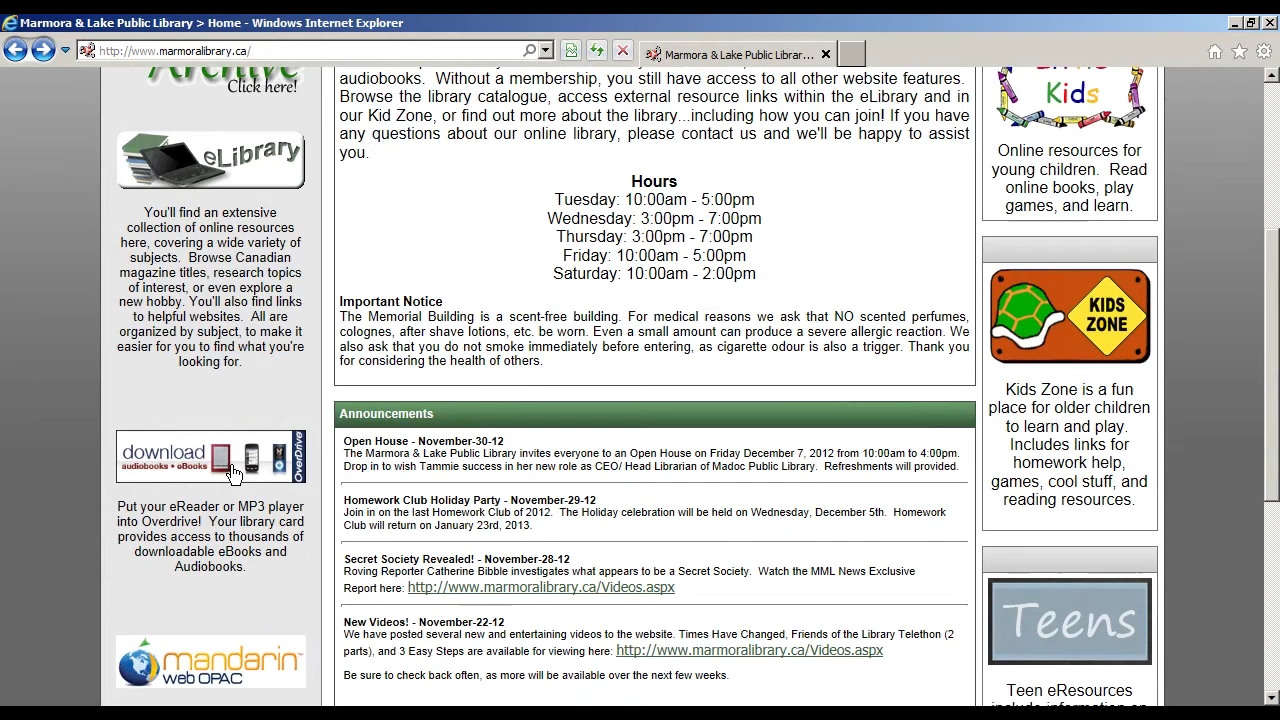 Marmora & Lake Public Library > Home - Windows Internet Explorer
http://www.marmoralibrary.ca/
Marmora & Lake Public Librar...
Archive
Click here!
eLibrary
You'll find an extensive
collection of online resources
here, covering a wide variety of
subjects. Browse Canadian
magazine titles, research topics
of interest, or even explore a
new hobby. You'll also find links
to helpful websites. All are
organized by subject, to make it
easier for you to find what you're
looking for.
download
audiobooks • eBooks
OverDrive
Put your eReader or MP3 player
into Overdrive! Your library card
provides access to thousands of
downloadable eBooks and
Audiobooks.
mandarin™
web OPAC
audiobooks. Without a membership, you still have access to all other website features.
Browse the library catalogue, access external resource links within the eLibrary and in
our Kid Zone, or find out more about the library...including how you can join! If you have
any questions about our online library, please contact us and we'll be happy to assist
you.
Hours
Tuesday: 10:00am - 5:00pm
Wednesday: 3:00pm - 7:00pm
Thursday: 3:00pm - 7:00pm
Friday: 10:00am - 5:00pm
Saturday: 10:00am - 2:00pm
Important Notice
The Memorial Building is a scent-free building. For medical reasons we ask that NO scented perfumes,
colognes, after shave lotions, etc. be worn. Even a small amount can produce a severe allergic reaction. We
also ask that you do not smoke immediately before entering, as cigarette odour is also a trigger. Thank you
for considering the health of others.
Announcements
Open House - November-30-12
The Marmora & Lake Public Library invites everyone to an Open House on Friday December 7, 2012 from 10:00am to 4:00pm.
Drop in to wish Tammie success in her new role as CEO/ Head Librarian of Madoc Public Library. Refreshments will provided.
Homework Club Holiday Party - November-29-12
Join in on the last Homework Club of 2012. The Holiday celebration will be held on Wednesday, December 5th. Homework
Club will return on January 23rd, 2013.
Secret Society Revealed! - November-28-12
Roving Reporter Catherine Bibble investigates what appears to be a Secret Society. Watch the MML News Exclusive
Report here: http://www.marmoralibrary.ca/Videos.aspx
New Videos! - November-22-12
We have posted several new and entertaining videos to the website. Times Have Changed, Friends of the Library Telethon (2
parts), and 3 Easy Steps are available for viewing here: http://www.marmoralibrary.ca/Videos.aspx
Be sure to check back often, as more will be available over the next few weeks.
Kids
Online resources for
young children. Read
online books, play
games, and learn.
KIDS
ZONE
Kids Zone is a fun
place for older children
to learn and play.
Includes links for
homework help,
games, cool stuff, and
reading resources.
Teens
Teen eResources